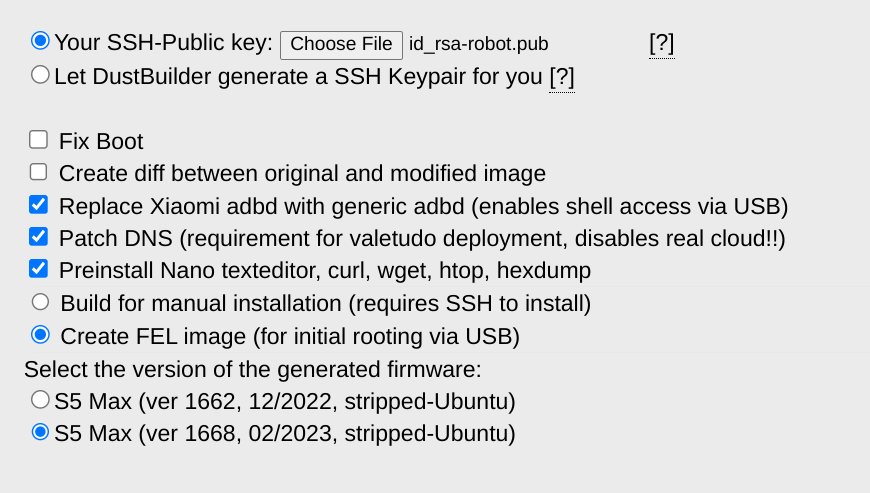 Your SSH-Public key: Choose File id_rsa-robot.pub [?]
Let DustBuilder generate a SSH Keypair for you [?]
Fix Boot
Create diff between original and modified image
Replace Xiaomi adbd with generic adbd (enables shell access via USB)
Patch DNS (requirement for valetudo deployment, disables real cloud!!)
Preinstall Nano texteditor, curl, wget, htop, hexdump
Build for manual installation (requires SSH to install)
Create FEL image (for initial rooting via USB)
Select the version of the generated firmware:
S5 Max (ver 1662, 12/2022, stripped-Ubuntu)
S5 Max (ver 1668, 02/2023, stripped-Ubuntu)